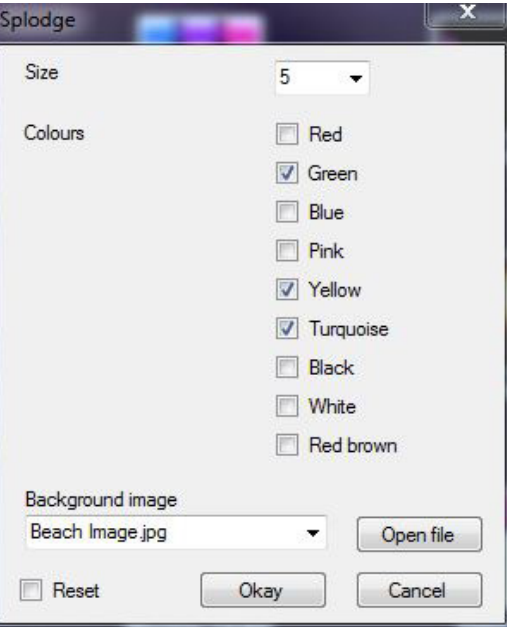 Splodge X
Size 5
Colours Red
Green
Blue
Pink
Yellow
Turquoise
Black
White
Red brown
Background image
Beach Image.jpg Open file
Reset Okay Cancel